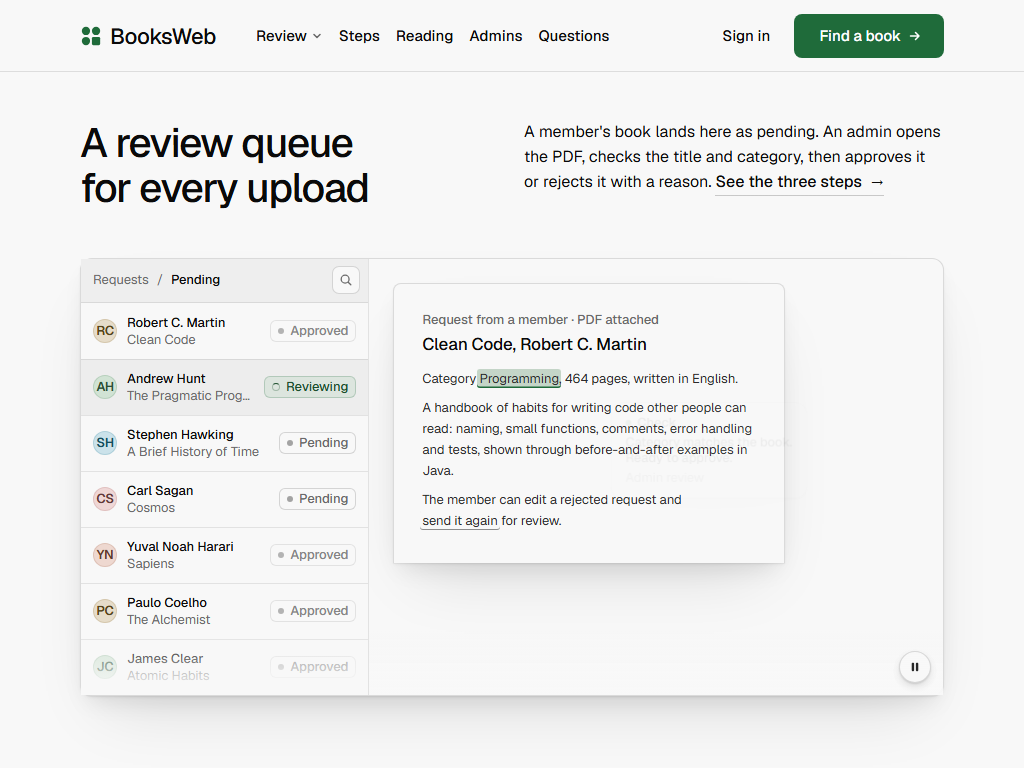 BooksWeb
Review
Steps
Reading
Admins
Questions
Sign in
Find a book →
A review queue
for every upload
A member's book lands here as pending. An admin opens
the PDF, checks the title and category, then approves it
or rejects it with a reason. See the three steps →
Requests / Pending
RC
Robert C. Martin
Clean Code
Approved
AH
Andrew Hunt
The Pragmatic Prog…
Reviewing
SH
Stephen Hawking
A Brief History of Time
Pending
CS
Carl Sagan
Cosmos
Pending
YN
Yuval Noah Harari
Sapiens
Approved
PC
Paulo Coelho
The Alchemist
Approved
JC
James Clear
Atomic Habits
Approved
Request from a member · PDF attached
Clean Code, Robert C. Martin
Category Programming, 464 pages, written in English.
A handbook of habits for writing code other people can
read: naming, small functions, comments, error handling
and tests, shown through before-and-after examples in
Java.
The member can edit a rejected request and
send it again for review.
Category matches the book.